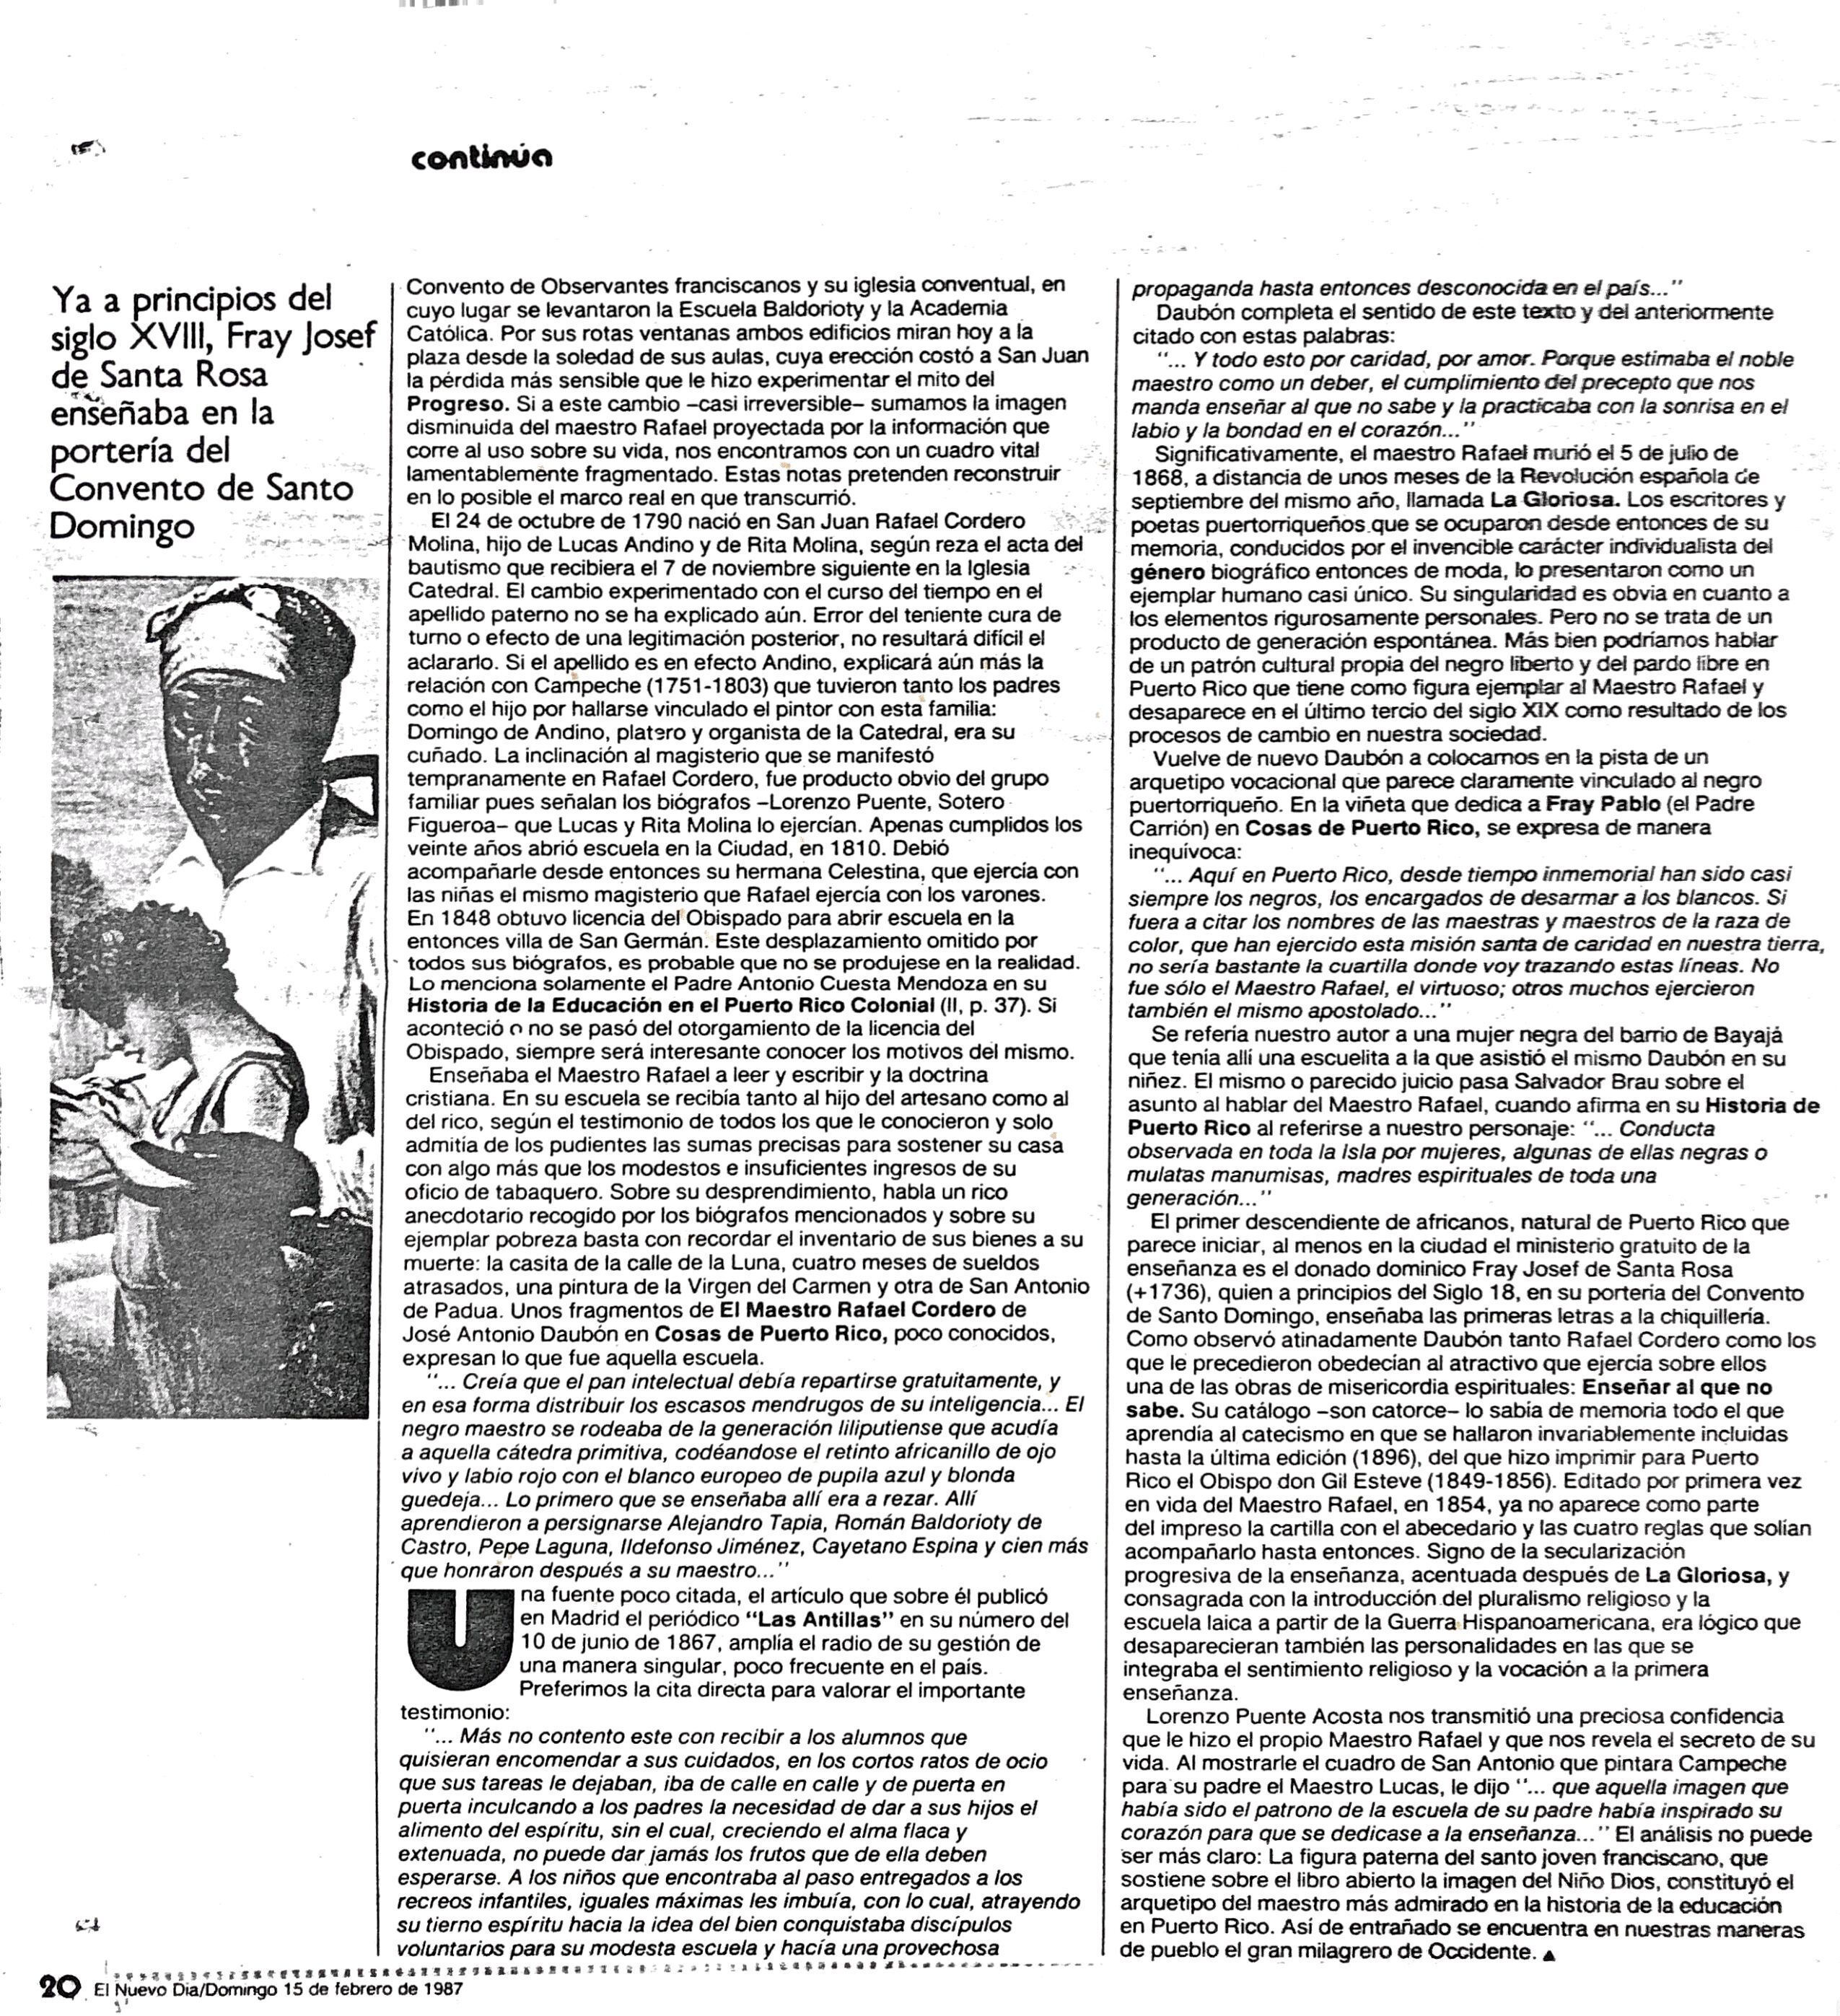 continúa
Ya a principios del
siglo XVIII, Fray Josef
de Santa Rosa
enseñaba en la
portería del
Convento de Santo
Domingo
Convento de Observantes franciscanos y su iglesia conventual, en
cuyo lugar se levantaron la Escuela Baldorioty y la Academia
Católica. Por sus rotas ventanas ambos edificios miran hoy a la
plaza desde la soledad de sus aulas, cuya erección costó a San Juan
la pérdida más sensible que le hizo experimentar el mito del
Progreso. Si a este cambio –casi irreversible– sumamos la imagen
disminuida del maestro Rafael proyectada por la información que
corre al uso sobre su vida, nos encontramos con un cuadro vital
lamentablemente fragmentado. Estas notas pretenden reconstruir
en lo posible el marco real en que transcurrió.
El 24 de octubre de 1790 nació en San Juan Rafael Cordero
Molina, hijo de Lucas Andino y de Rita Molina, según reza el acta del
bautismo que recibiera el 7 de noviembre siguiente en la Iglesia
Catedral. El cambio experimentado con el curso del tiempo en el
apellido paterno no se ha explicado aún. Error del teniente cura de
turno o efecto de una legitimación posterior, no resultará difícil el
aclararlo. Si el apellido es en efecto Andino, explicará aún más la
relación con Campeche (1751-1803) que tuvieron tanto los padres
como el hijo por hallarse vinculado el pintor con esta familia:
Domingo de Andino, platero y organista de la Catedral, era su
cuñado. La inclinación al magisterio que se manifestó
tempranamente en Rafael Cordero, fue producto obvio del grupo
familiar pues señalan los biógrafos –Lorenzo Puente, Sotero
Figueroa– que Lucas y Rita Molina lo ejercían. Apenas cumplidos los
veinte años abrió escuela en la Ciudad, en 1810. Debió
acompañarle desde entonces su hermana Celestina, que ejercía con
las niñas el mismo magisterio que Rafael ejercía con los varones.
En 1848 obtuvo licencia del Obispado para abrir escuela en la
entonces villa de San Germán. Este desplazamiento omitido por
todos sus biógrafos, es probable que no se produjese en la realidad.
Lo menciona solamente el Padre Antonio Cuesta Mendoza en su
Historia de la Educación en el Puerto Rico Colonial (II, p. 37). Si
aconteció o no se pasó del otorgamiento de la licencia del
Obispado, siempre será interesante conocer los motivos del mismo.
Enseñaba el Maestro Rafael a leer y escribir y la doctrina
cristiana. En su escuela se recibía tanto al hijo del artesano como al
del rico, según el testimonio de todos los que le conocieron y solo
admitía de los pudientes las sumas precisas para sostener su casa
con algo más que los modestos e insuficientes ingresos de su
oficio de tabaquero. Sobre su desprendimiento, habla un rico
anecdotario recogido por los biógrafos mencionados y sobre su
ejemplar pobreza basta con recordar el inventario de sus bienes a su
muerte: la casita de la calle de la Luna, cuatro meses de sueldos
atrasados, una pintura de la Virgen del Carmen y otra de San Antonio
de Padua. Unos fragmentos de El Maestro Rafael Cordero de
José Antonio Daubón en Cosas de Puerto Rico, poco conocidos,
expresan lo que fue aquella escuela.
"... Creía que el pan intelectual debía repartirse gratuitamente, y
en esa forma distribuir los escasos mendrugos de su inteligencia... El
negro maestro se rodeaba de la generación liliputiense que acudía
a aquella cátedra primitiva, codéandose el retinto africanillo de ojo
vivo y labio rojo con el blanco europeo de pupila azul y blonda
guedeja... Lo primero que se enseñaba allí era a rezar. Allí
aprendieron a persignarse Alejandro Tapia, Román Baldorioty de
Castro, Pepe Laguna, Ildefonso Jiménez, Cayetano Espina y cien más
que honraron después a su maestro..."
Una fuente poco citada, el artículo que sobre él publicó
en Madrid el periódico "Las Antillas" en su número del
10 de junio de 1867, amplía el radio de su gestión de
una manera singular, poco frecuente en el país.
Preferimos la cita directa para valorar el importante
testimonio:
"... Más no contento este con recibir a los alumnos que
quisieran encomendar a sus cuidados, en los cortos ratos de ocio
que sus tareas le dejaban, iba de calle en calle y de puerta en
puerta inculcando a los padres la necesidad de dar a sus hijos el
alimento del espíritu, sin el cual, creciendo el alma flaca y
extenuada, no puede dar jamás los frutos que de ella deben
esperarse. A los niños que encontraba al paso entregados a los
recreos infantiles, iguales máximas les imbuía, con lo cual, atrayendo
su tierno espíritu hacia la idea del bien conquistaba discípulos
voluntarios para su modesta escuela y hacía una provechosa
propaganda hasta entonces desconocida en el país..."
Daubón completa el sentido de este texto y del anteriormente
citado con estas palabras:
"... Y todo esto por caridad, por amor. Porque estimaba el noble
maestro como un deber, el cumplimiento del precepto que nos
manda enseñar al que no sabe y la practicaba con la sonrisa en el
labio y la bondad en el corazón..."
Significativamente, el maestro Rafael murió el 5 de julio de
1868, a distancia de unos meses de la Revolución española de
septiembre del mismo año, llamada La Gloriosa. Los escritores y
poetas puertorriqueños que se ocuparon desde entonces de su
memoria, conducidos por el invencible carácter individualista del
género biográfico entonces de moda, lo presentaron como un
ejemplar humano casi único. Su singularidad es obvia en cuanto a
los elementos rigurosamente personales. Pero no se trata de un
producto de generación espontánea. Más bien podríamos hablar
de un patrón cultural propia del negro liberto y del pardo libre en
Puerto Rico que tiene como figura ejemplar al Maestro Rafael y
desaparece en el último tercio del siglo XIX como resultado de los
procesos de cambio en nuestra sociedad.
Vuelve de nuevo Daubón a colocarnos en la pista de un
arquetipo vocacional que parece claramente vinculado al negro
puertorriqueño. En la viñeta que dedica a Fray Pablo (el Padre
Carrión) en Cosas de Puerto Rico, se expresa de manera
inequívoca:
"... Aquí en Puerto Rico, desde tiempo inmemorial han sido casi
siempre los negros, los encargados de desarmar a los blancos. Si
fuera a citar los nombres de las maestras y maestros de la raza de
color, que han ejercido esta misión santa de caridad en nuestra tierra,
no sería bastante la cuartilla donde voy trazando estas líneas. No
fue sólo el Maestro Rafael, el virtuoso; otros muchos ejercieron
también el mismo apostolado..."
Se refería nuestro autor a una mujer negra del barrio de Bayajá
que tenía allí una escuelita a la que asistió el mismo Daubón en su
niñez. El mismo o parecido juicio pasa Salvador Brau sobre el
asunto al hablar del Maestro Rafael, cuando afirma en su Historia de
Puerto Rico al referirse a nuestro personaje: "... Conducta
observada en toda la Isla por mujeres, algunas de ellas negras o
mulatas manumisas, madres espirituales de toda una
generación..."
El primer descendiente de africanos, natural de Puerto Rico que
parece iniciar, al menos en la ciudad el ministerio gratuito de la
enseñanza es el donado dominico Fray Josef de Santa Rosa
(+1736), quien a principios del Siglo 18, en su portería del Convento
de Santo Domingo, enseñaba las primeras letras a la chiquillería.
Como observó atinadamente Daubón tanto Rafael Cordero como los
que le precedieron obedecían al atractivo que ejercía sobre ellos
una de las obras de misericordia espirituales: Enseñar al que no
sabe. Su catálogo –son catorce– lo sabía de memoria todo el que
aprendía al catecismo en que se hallaron invariablemente incluidas
hasta la última edición (1896), del que hizo imprimir para Puerto
Rico el Obispo don Gil Esteve (1849-1856). Editado por primera vez
en vida del Maestro Rafael, en 1854, ya no aparece como parte
del impreso la cartilla con el abecedario y las cuatro reglas que solían
acompañarlo hasta entonces. Signo de la secularización
progresiva de la enseñanza, acentuada después de La Gloriosa, y
consagrada con la introducción del pluralismo religioso y la
escuela laica a partir de la Guerra Hispanoamericana, era lógico que
desaparecieran también las personalidades en las que se
integraba el sentimiento religioso y la vocación a la primera
enseñanza.
Lorenzo Puente Acosta nos transmitió una preciosa confidencia
que le hizo el propio Maestro Rafael y que nos revela el secreto de su
vida. Al mostrarle el cuadro de San Antonio que pintara Campeche
para su padre el Maestro Lucas, le dijo "... que aquella imagen que
había sido el patrono de la escuela de su padre había inspirado su
corazón para que se dedicase a la enseñanza..." El análisis no puede
ser más claro: La figura paterna del santo joven franciscano, que
sostiene sobre el libro abierto la imagen del Niño Dios, constituyó el
arquetipo del maestro más admirado en la historia de la educación
en Puerto Rico. Así de entrañado se encuentra en nuestras maneras
de pueblo el gran milagrero de Occidente. ▲
20 El Nuevo Dia/Domingo 15 de febrero de 1987